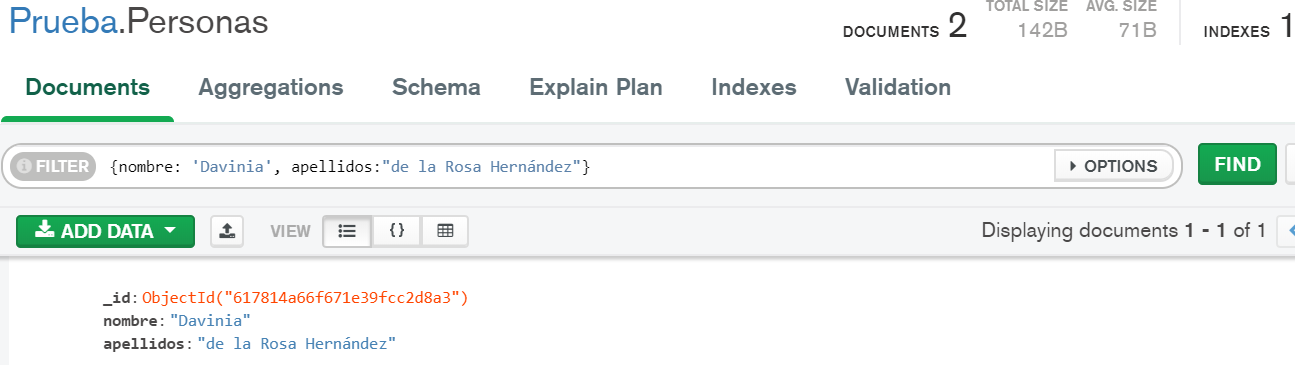 Prueba.Personas
DOCUMENTS 2 TOTAL SIZE 142B AVG. SIZE 71B INDEXES 1
Documents Aggregations Schema Explain Plan Indexes Validation
FILTER {nombre: 'Davinia', apellidos:"de la Rosa Hernández"} OPTIONS FIND
ADD DATA VIEW {} Displaying documents 1 - 1 of 1
_id: ObjectId("617814a66f671e39fcc2d8a3")
nombre: "Davinia"
apellidos: "de la Rosa Hernández"